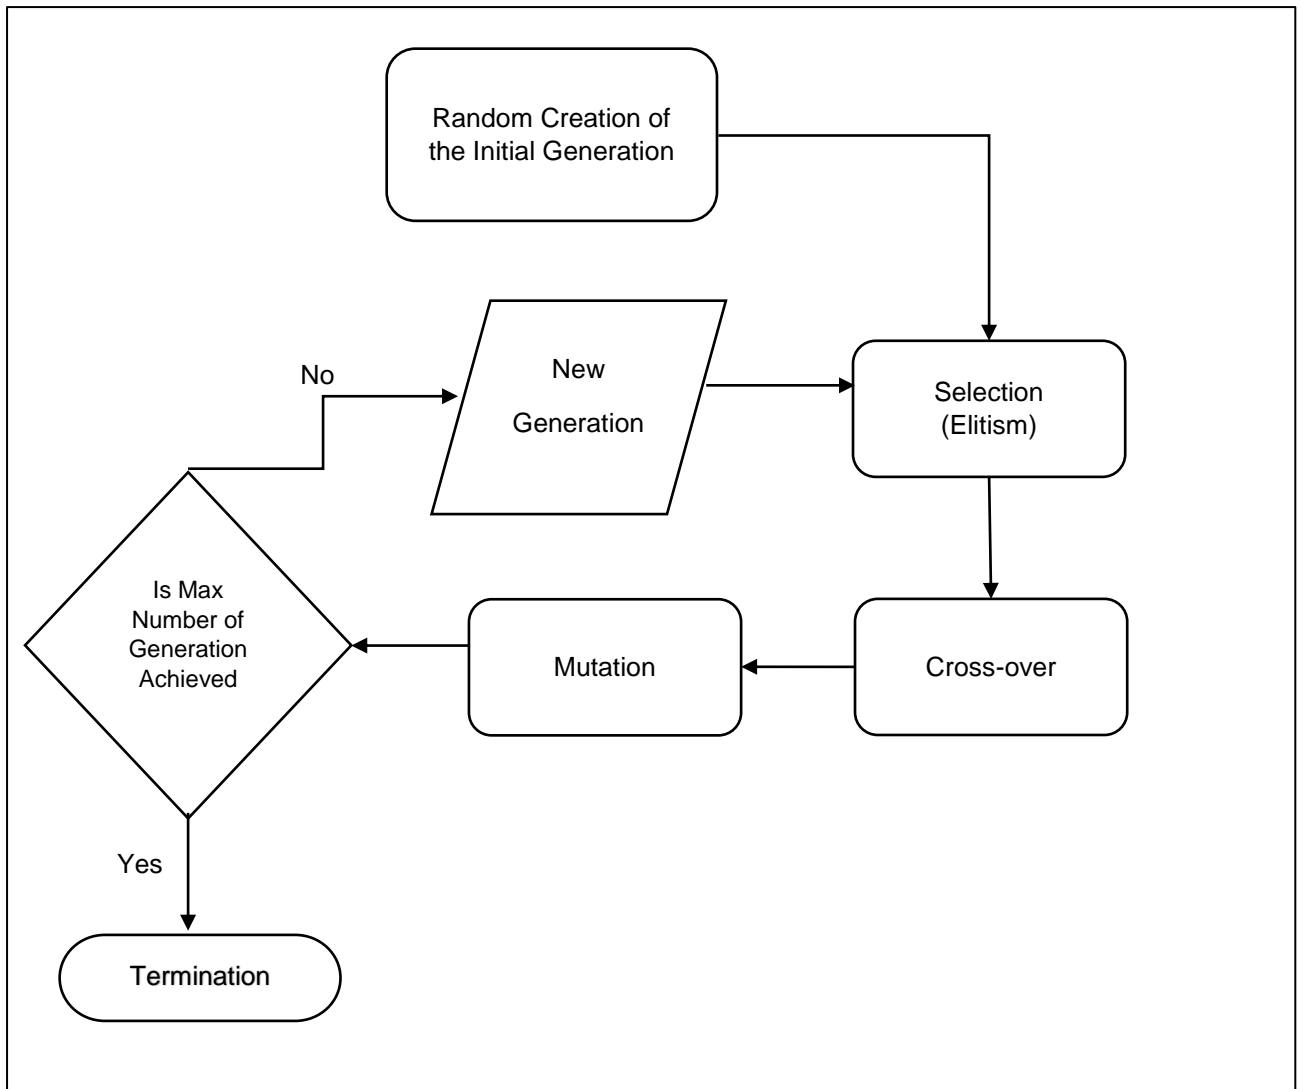 Random Creation of
the Initial Generation
No
New
Generation
Selection
(Elitism)
Is Max
Number of
Generation
Achieved
Mutation
Cross-over
Yes
Termination